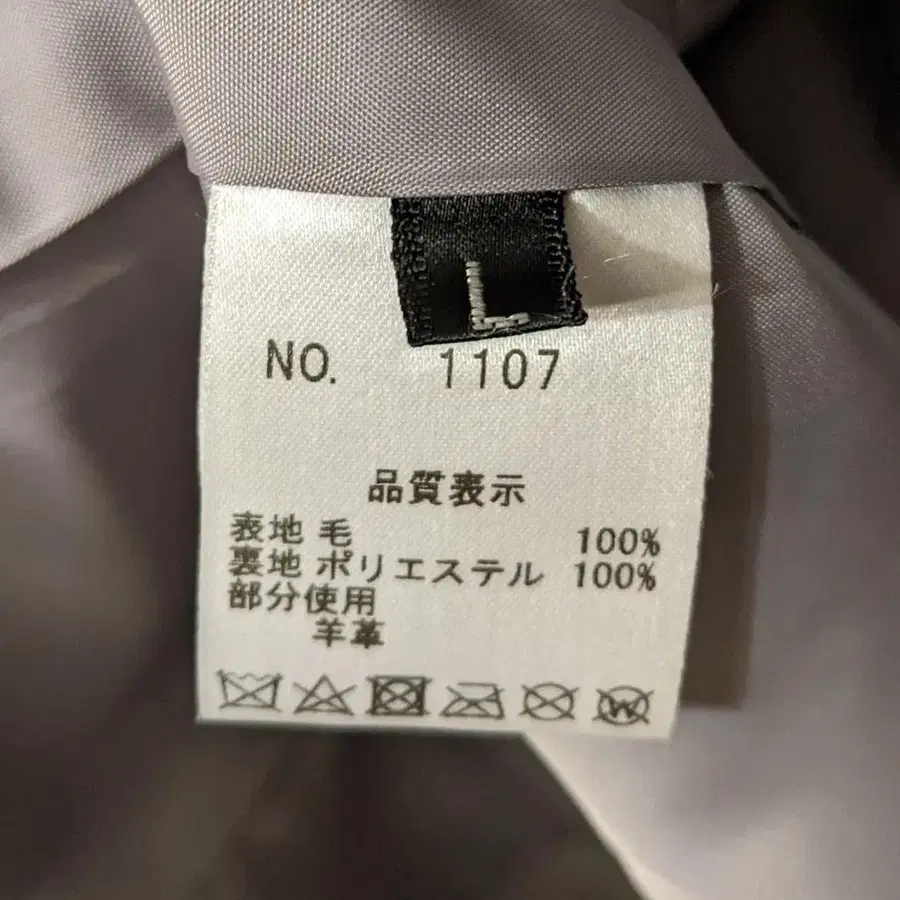 L
NO. 1107
品質表示
表地 毛 100%
裏地 ポリエステル 100%
部分使用
羊革
W